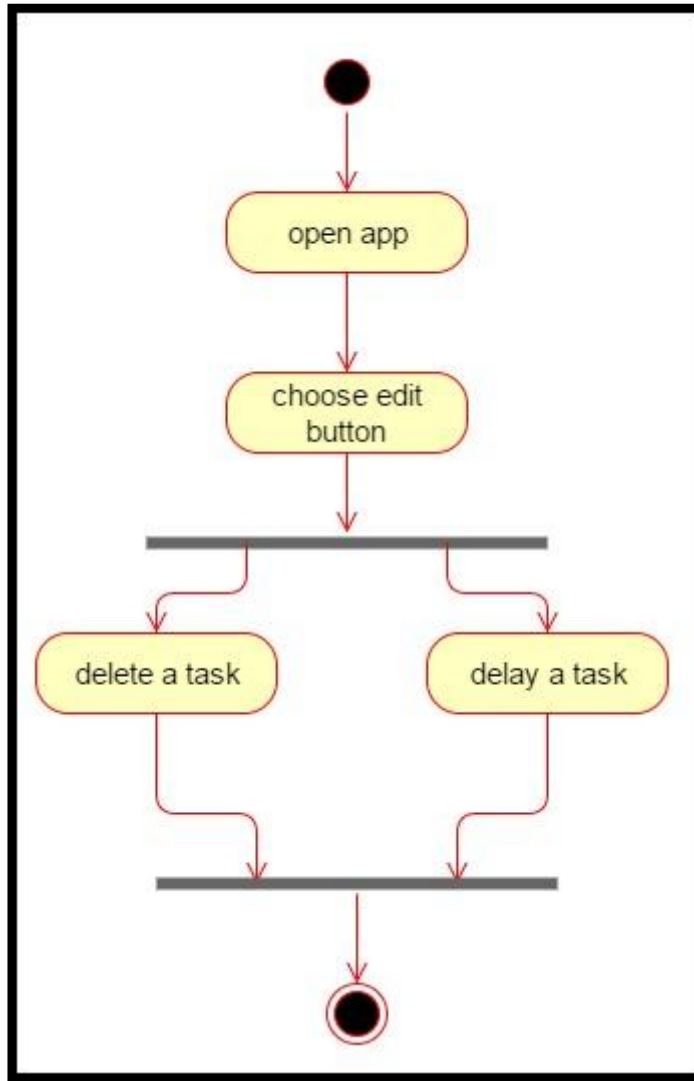 open app
choose edit
button
delete a task
delay a task